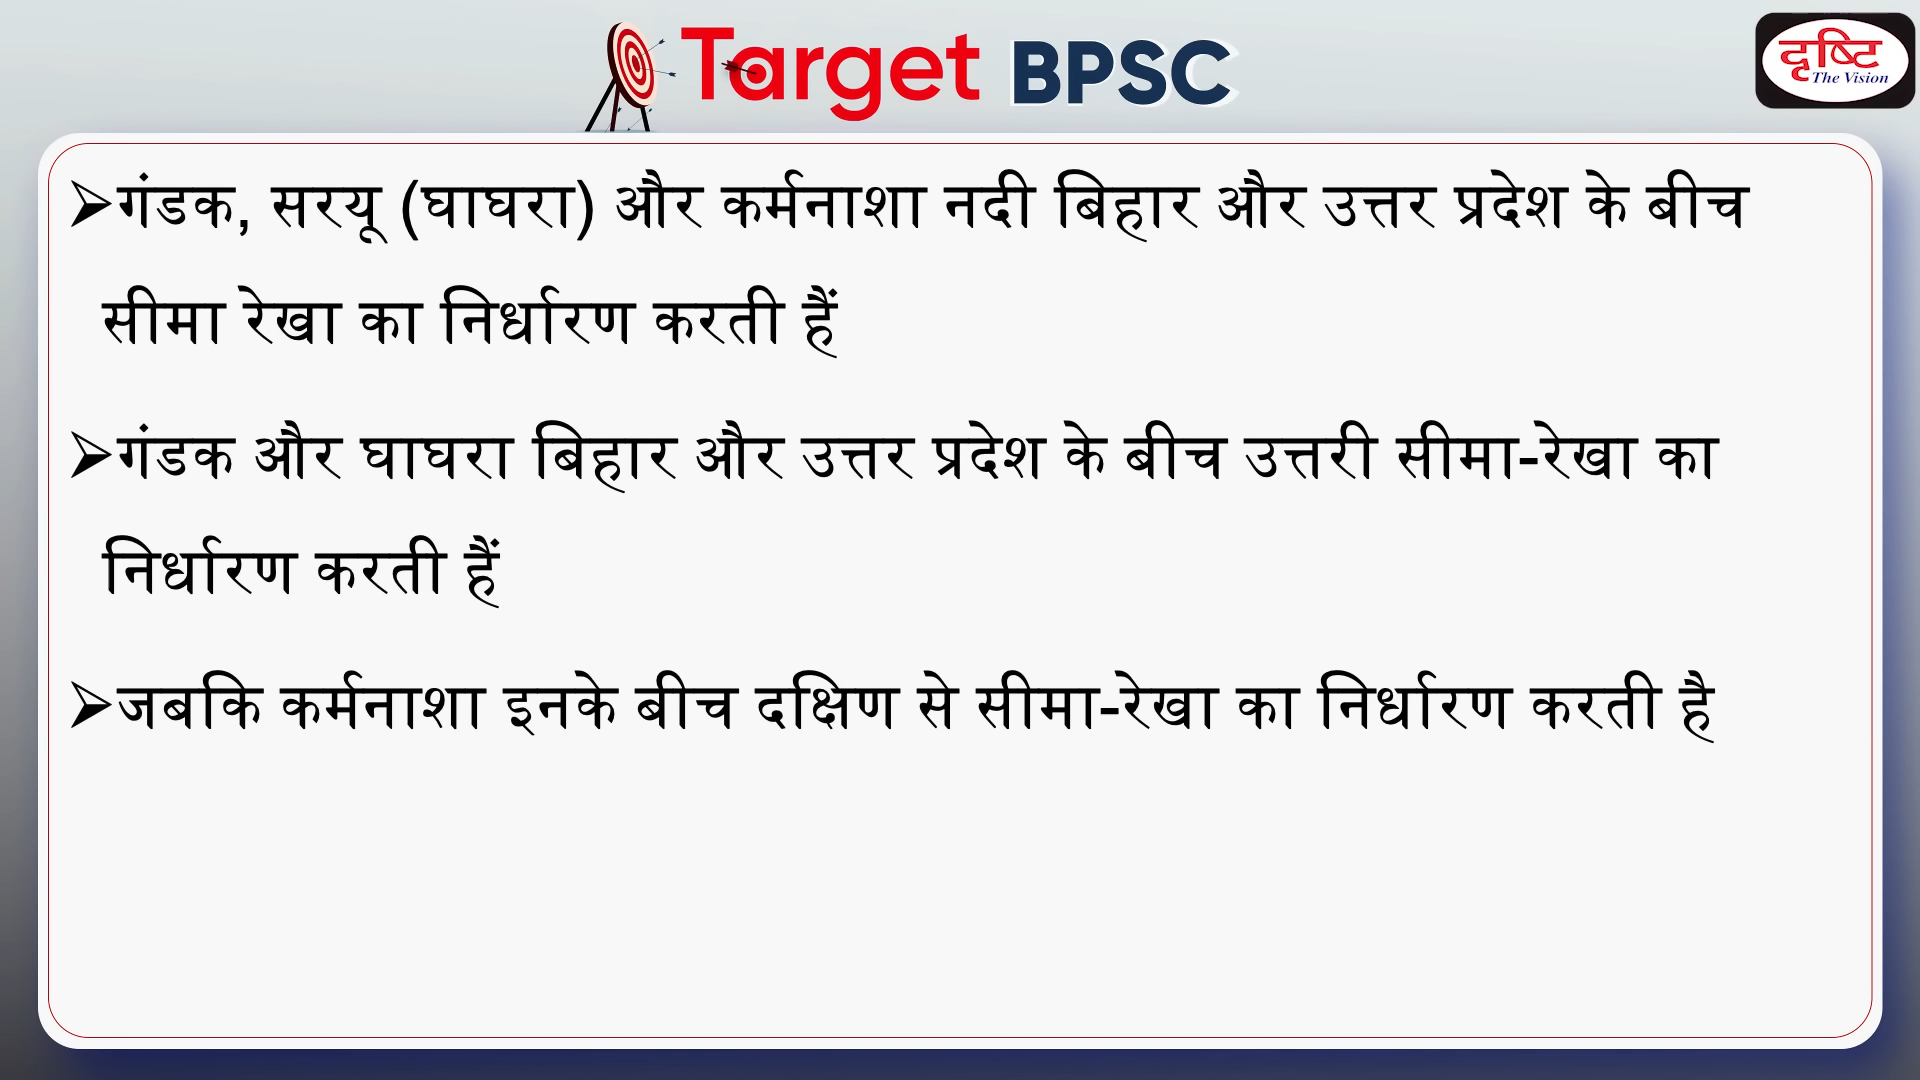 Target BPSC
दृष्टि
The Vision
➢गंडक, सरयू (घाघरा) और कर्मनाशा नदी बिहार और उत्तर प्रदेश के बीच
सीमा रेखा का निर्धारण करती हैं
➢गंडक और घाघरा बिहार और उत्तर प्रदेश के बीच उत्तरी सीमा-रेखा का
निर्धारण करती हैं
➢जबकि कर्मनाशा इनके बीच दक्षिण से सीमा-रेखा का निर्धारण करती है